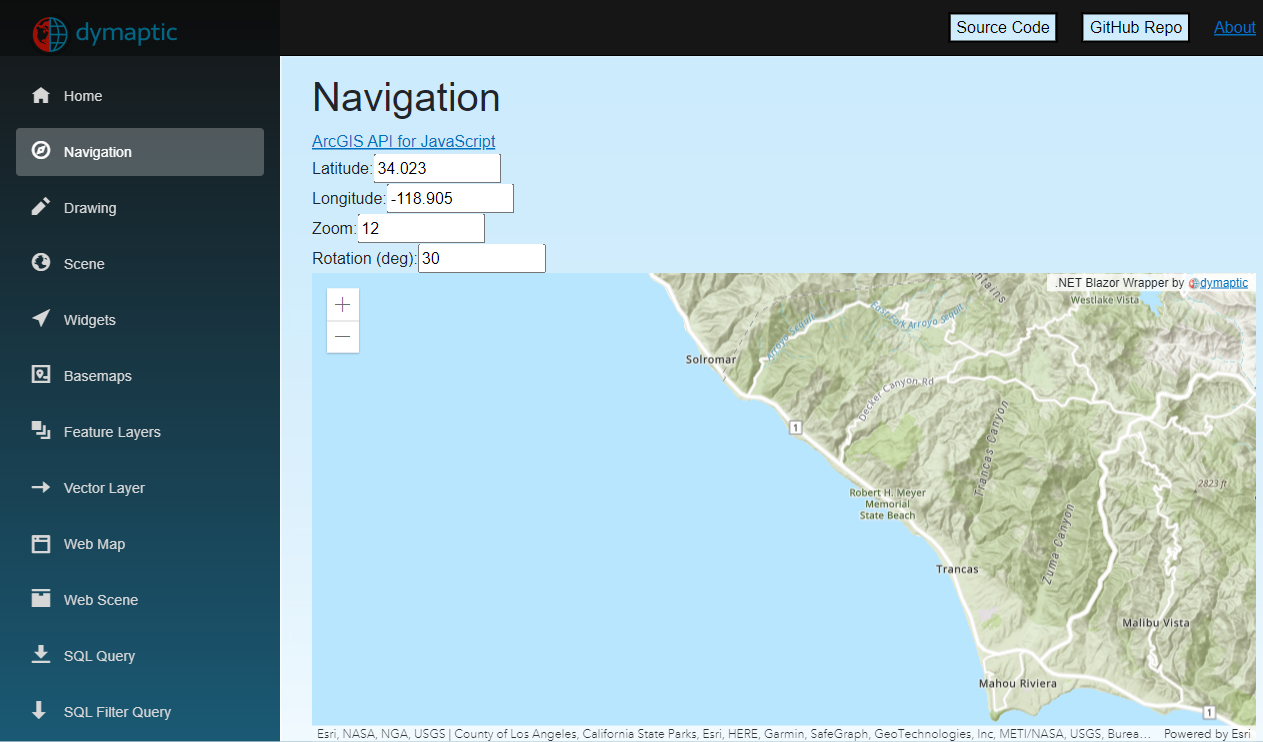 dymaptic
Source Code
GitHub Repo
About
Home
Navigation
Drawing
Scene
Widgets
Basemaps
Feature Layers
Vector Layer
Web Map
Web Scene
SQL Query
SQL Filter Query
Navigation
ArcGIS API for JavaScript
Latitude: 34.023
Longitude: -118.905
Zoom: 12
Rotation (deg): 30
+
−
.NET Blazor Wrapper by dymaptic
Westlake Vista
East Fork Arroyo Sequit
Arroyo Sequit
Solromar
Decker Canyon Rd
1
Trancas Canyon
2823 ft
Robert H. Meyer
Memorial
State Beach
Zuma Canyon
Trancas
Malibu Vista
Mahou Riviera
1
Esri, NASA, NGA, USGS | County of Los Angeles, California State Parks, Esri, HERE, Garmin, SafeGraph, GeoTechnologies, Inc, METI/NASA, USGS, Burea...
Powered by Esri